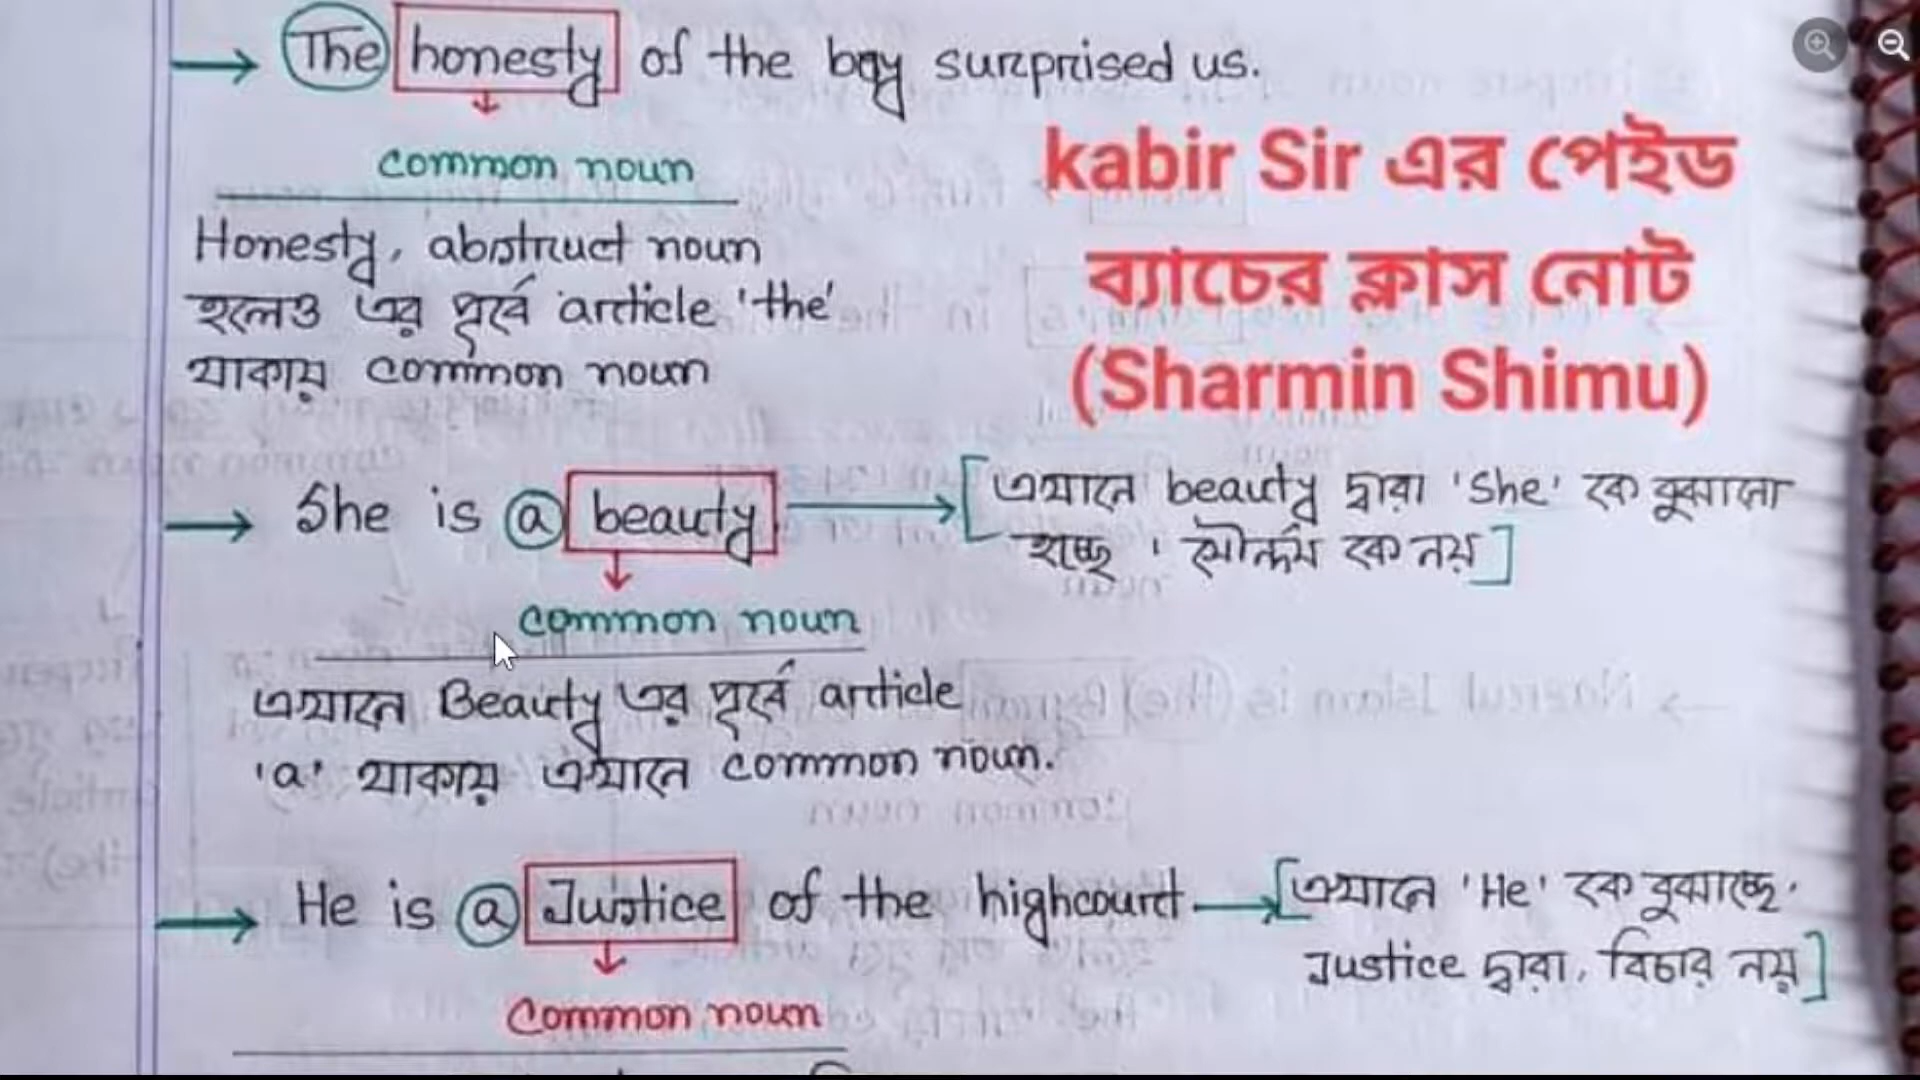 The honesty of the boy surprised us.
common noun
Honesty, abstruct noun
হলেও এর পূর্বে article 'the'
থাকায় common noun
kabir Sir এর পেইড
ব্যাচের ক্লাস নোট
(Sharmin Shimu)
She is a beauty. [এখানে beauty দ্বারা 'She' কে বুঝানো
হচ্ছে । সৌন্দর্য কে নয়]
common noun
এখানে Beauty এর পূর্বে article
'a' থাকায় এখানে common noun.
He is a Justice of the highcourt [এখানে 'He' কে বুঝাচ্ছে,
Justice দ্বারা, বিচার নয়]
Common noun